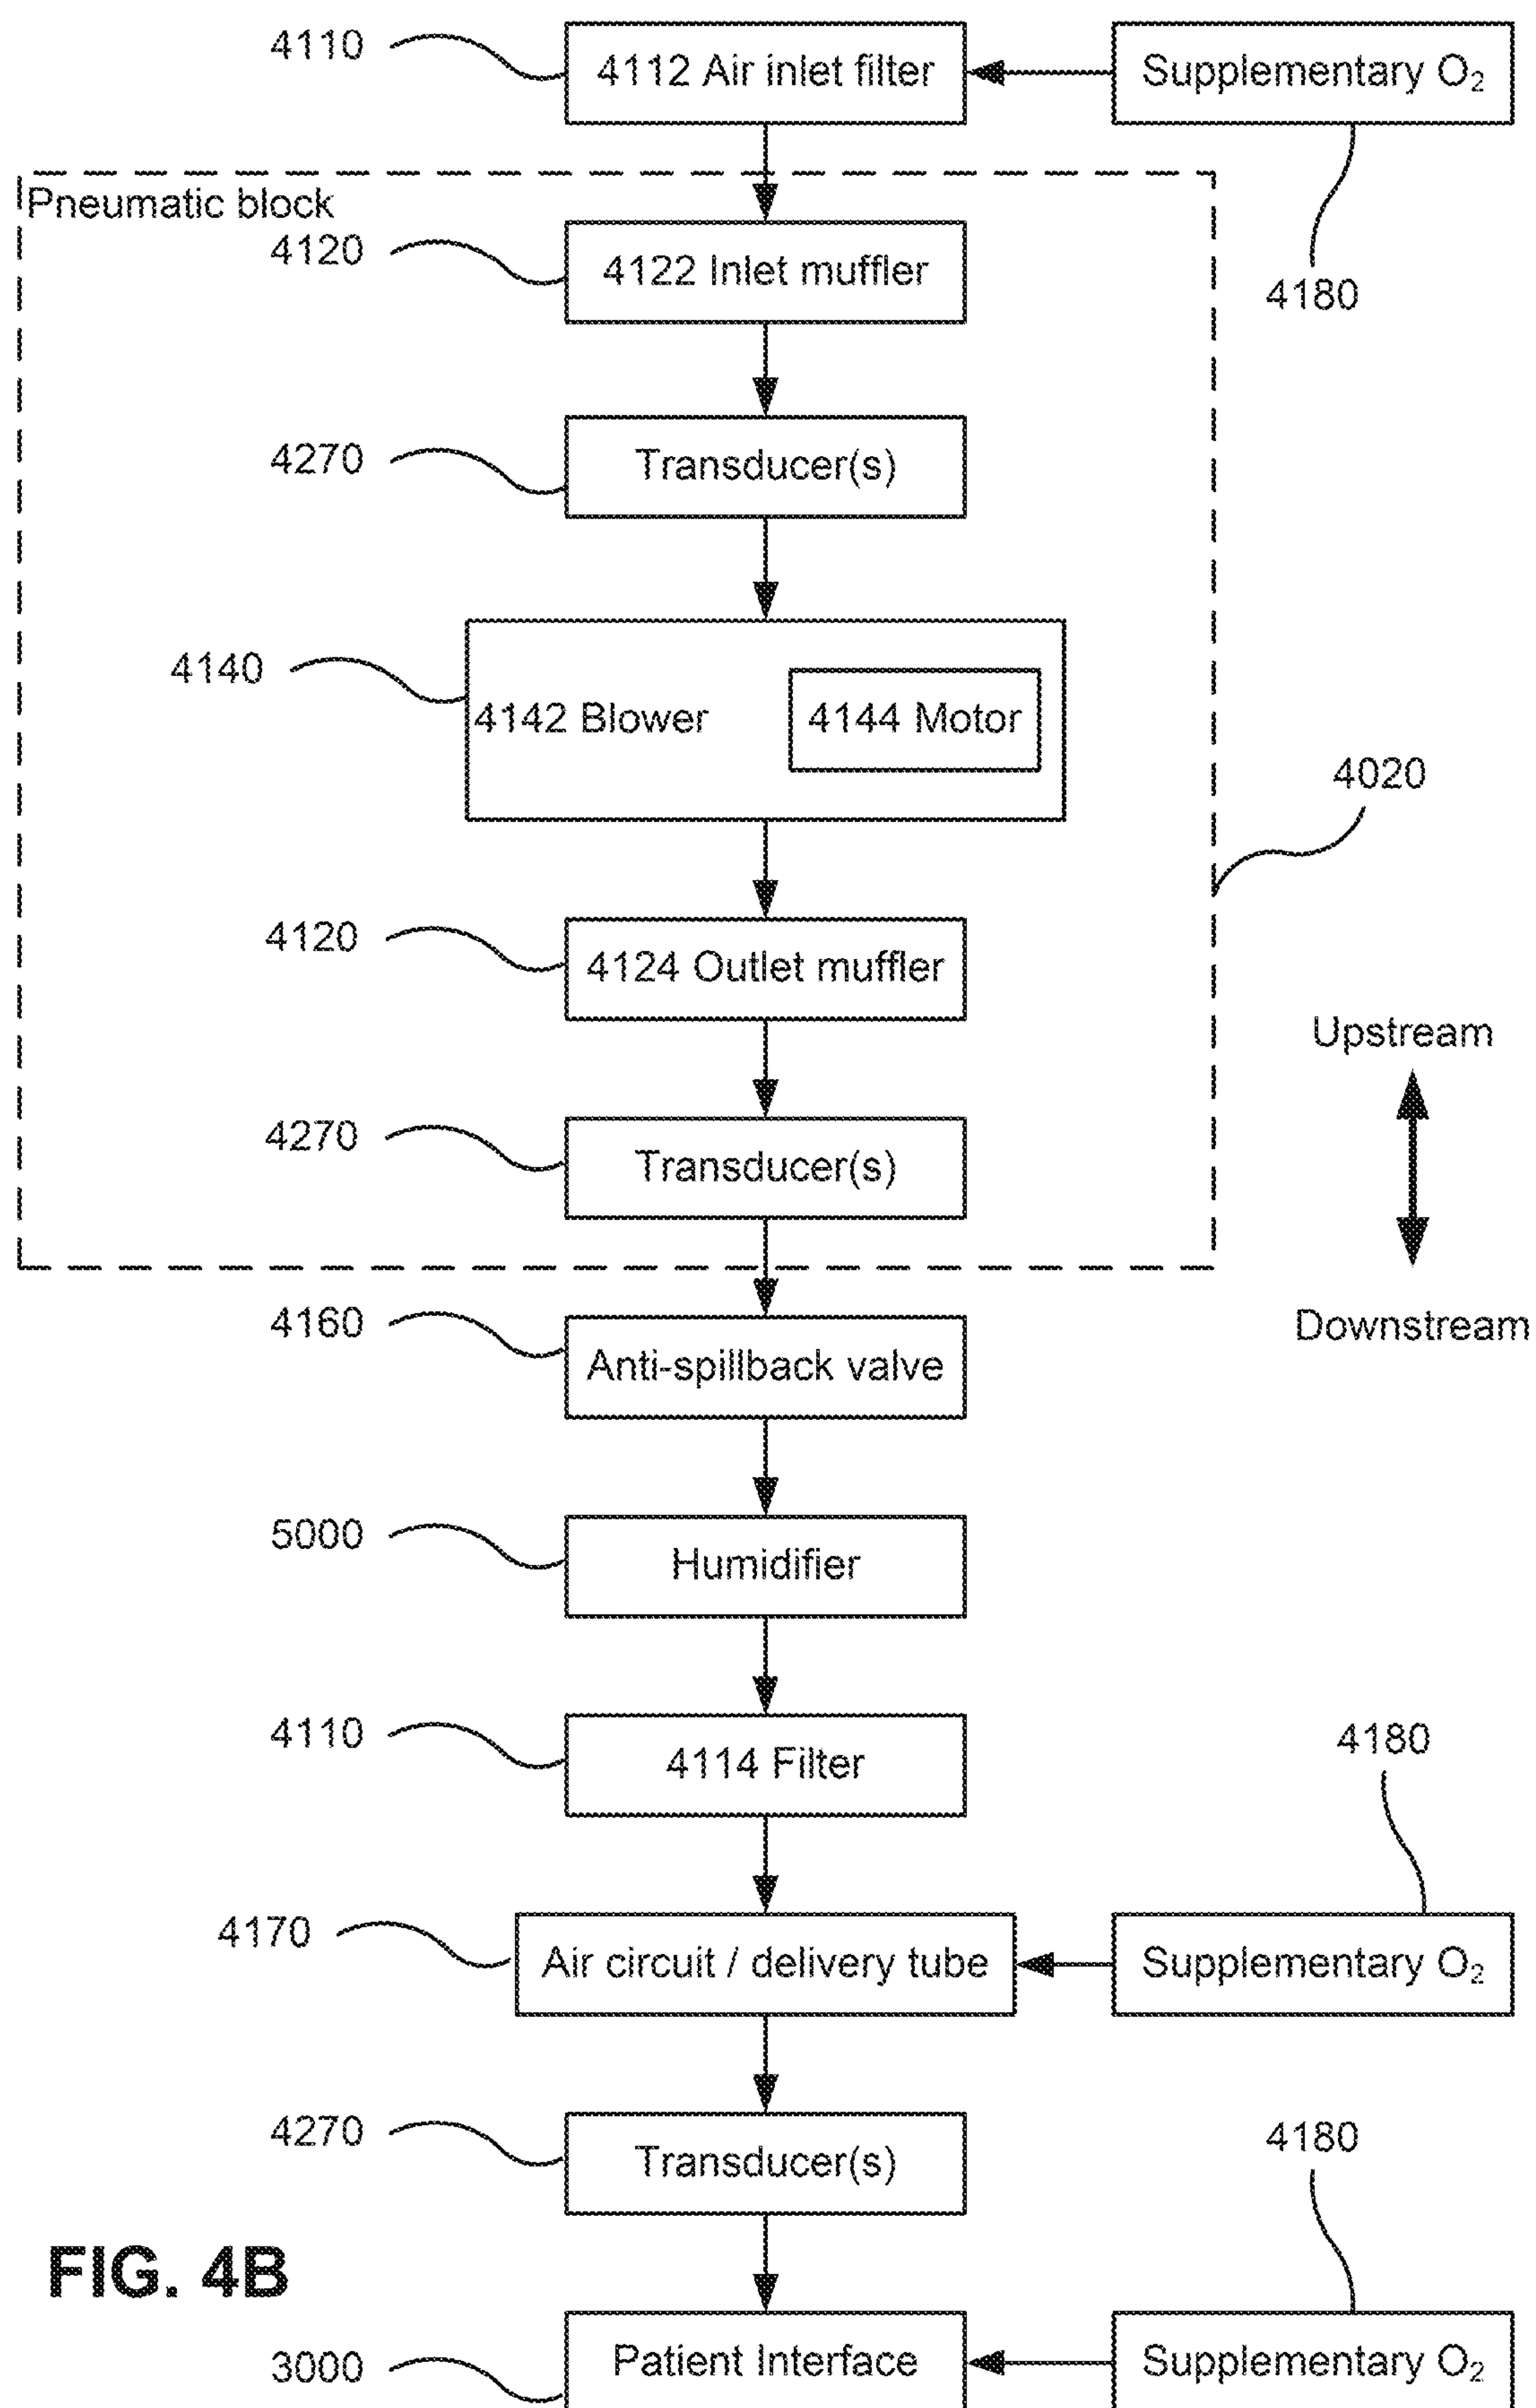 4110
4112 Air inlet filter
Supplementary O₂
Pneumatic block
4120
4122 Inlet muffler
4180
4270
Transducer(s)
4140
4142 Blower
4144 Motor
4020
4120
4124 Outlet muffler
Upstream
4270
Transducer(s)
4160
Anti-spillback valve
Downstream
5000
Humidifier
4110
4114 Filter
4180
4170
Air circuit / delivery tube
Supplementary O₂
4270
Transducer(s)
4180
FIG. 4B
3000
Patient Interface
Supplementary O₂